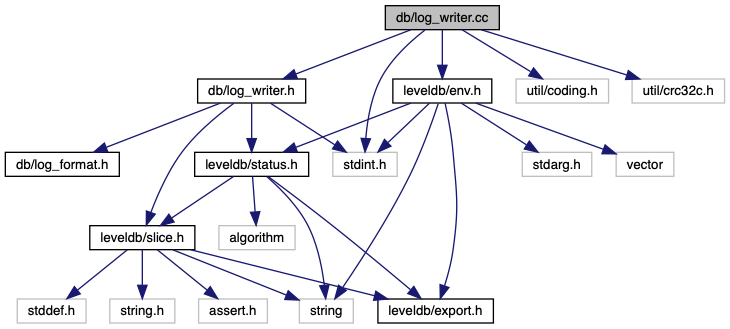 db/log_writer.cc
db/log_writer.h
leveldb/env.h
util/coding.h
util/crc32c.h
db/log_format.h
leveldb/status.h
stdint.h
stdarg.h
vector
leveldb/slice.h
algorithm
stddef.h
string.h
assert.h
string
leveldb/export.h